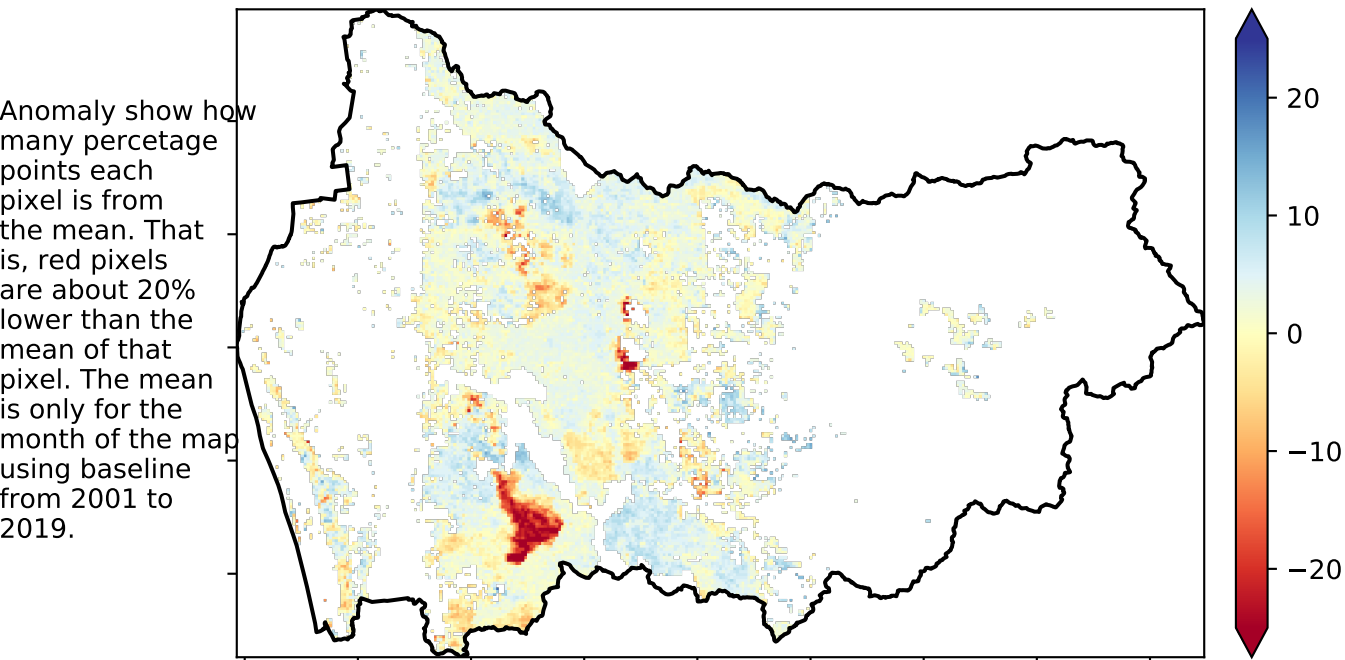 Anomaly show how
many percetage
points each
pixel is from
the mean. That
is, red pixels
are about 20%
lower than the
mean of that
pixel. The mean
is only for the
month of the map
using baseline
from 2001 to
2019.
20
10
0
−10
−20